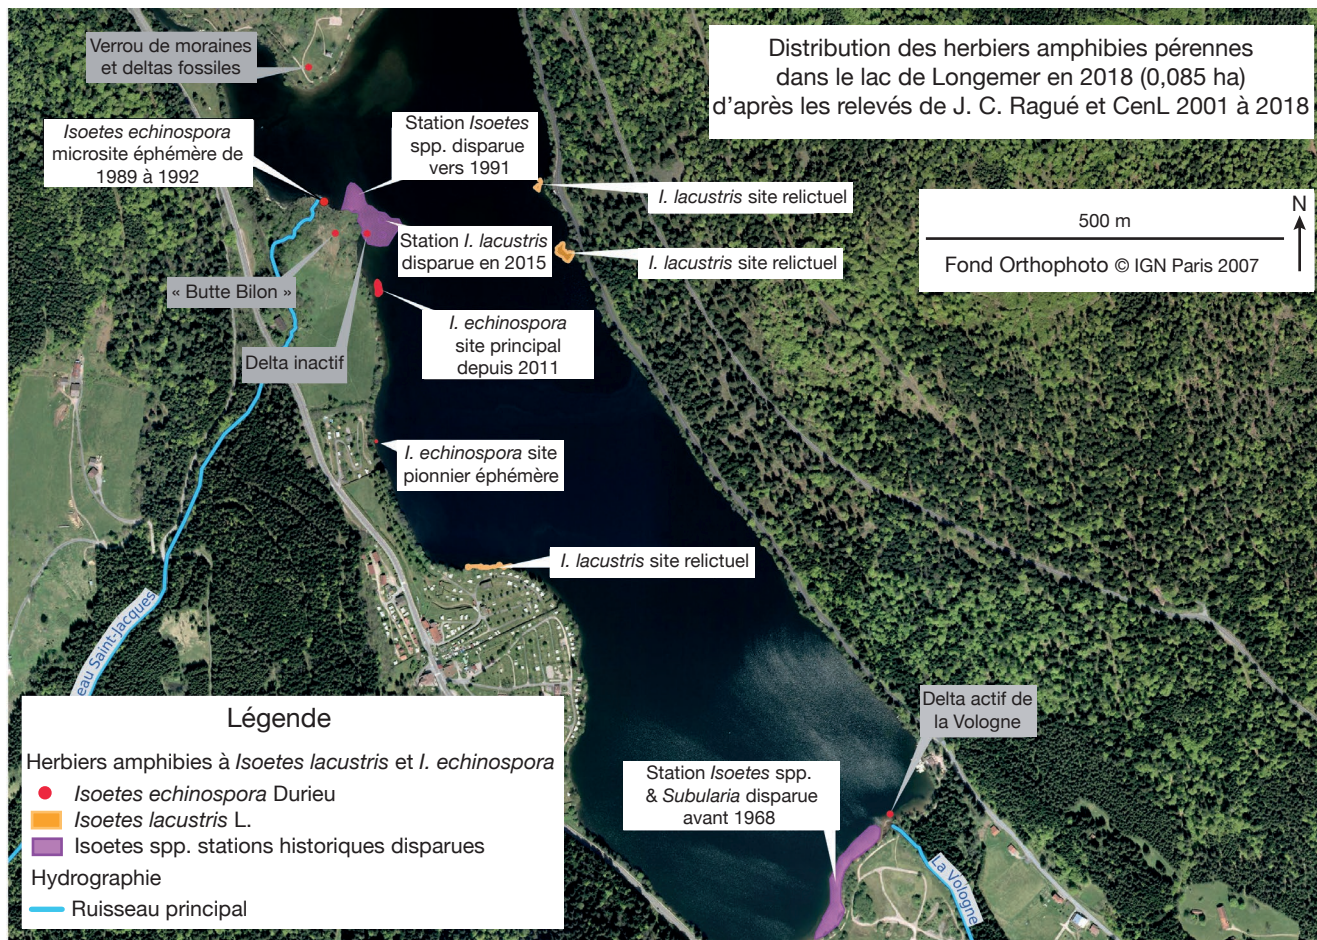 Distribution des herbiers amphibies pérennes
dans le lac de Longemer en 2018 (0,085 ha)
d'après les relevés de J. C. Ragué et CenL 2001 à 2018
Verrou de moraines
et deltas fossiles
Isoetes echinospora
microsite éphémère de
1989 à 1992
Station Isoetes
spp. disparue
vers 1991
I. lacustris site relictuel
N
500 m
Fond Orthophoto © IGN Paris 2007
Station I. lacustris
disparue en 2015
I. lacustris site relictuel
« Butte Bilon »
Delta inactif
I. echinospora
site principal
depuis 2011
I. echinospora site
pionnier éphémère
I. lacustris site relictuel
eau Saint-Jacques
Delta actif de
la Vologne
Station Isoetes spp.
& Subularia disparue
avant 1968
La Vologne
Légende
Herbiers amphibies à Isoetes lacustris et I. echinospora
Isoetes echinospora Durieu
Isoetes lacustris L.
Isoetes spp. stations historiques disparues
Hydrographie
Ruisseau principal